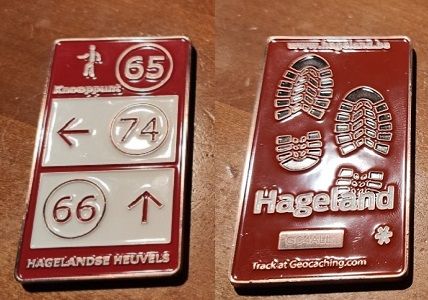 65
Knooppunt
← 74
66 ↑
HAGELANDSE HEUVELS
www.hageland.be
Hageland
Track at Geocaching.com